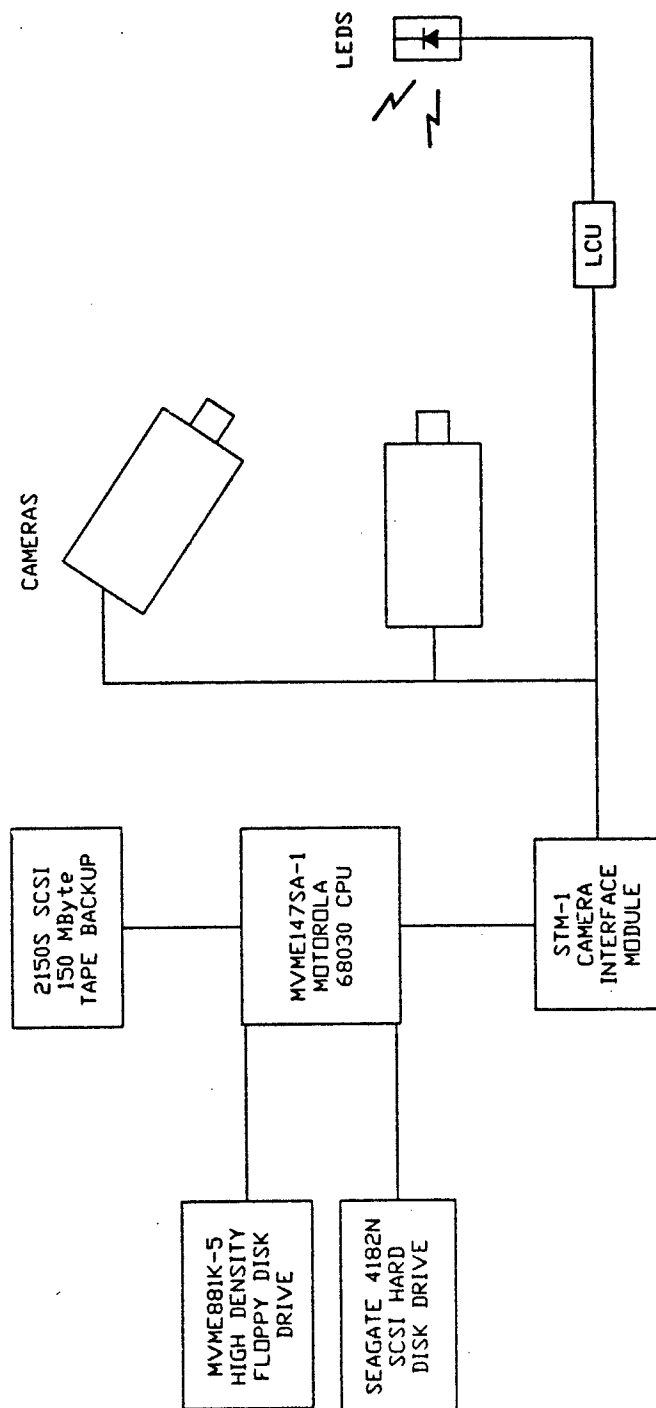 2150S SCSI
150 MByte
TAPE BACKUP
CAMERAS
LEDS
MVME881K-5
HIGH DENSITY
FLOPPY DISK
DRIVE
MVME147SA-1
MOTOROLA
68030 CPU
SEAGATE 4182N
SCSI HARD
DISK DRIVE
STM-1
CAMERA
INTERFACE
MODULE
LCU